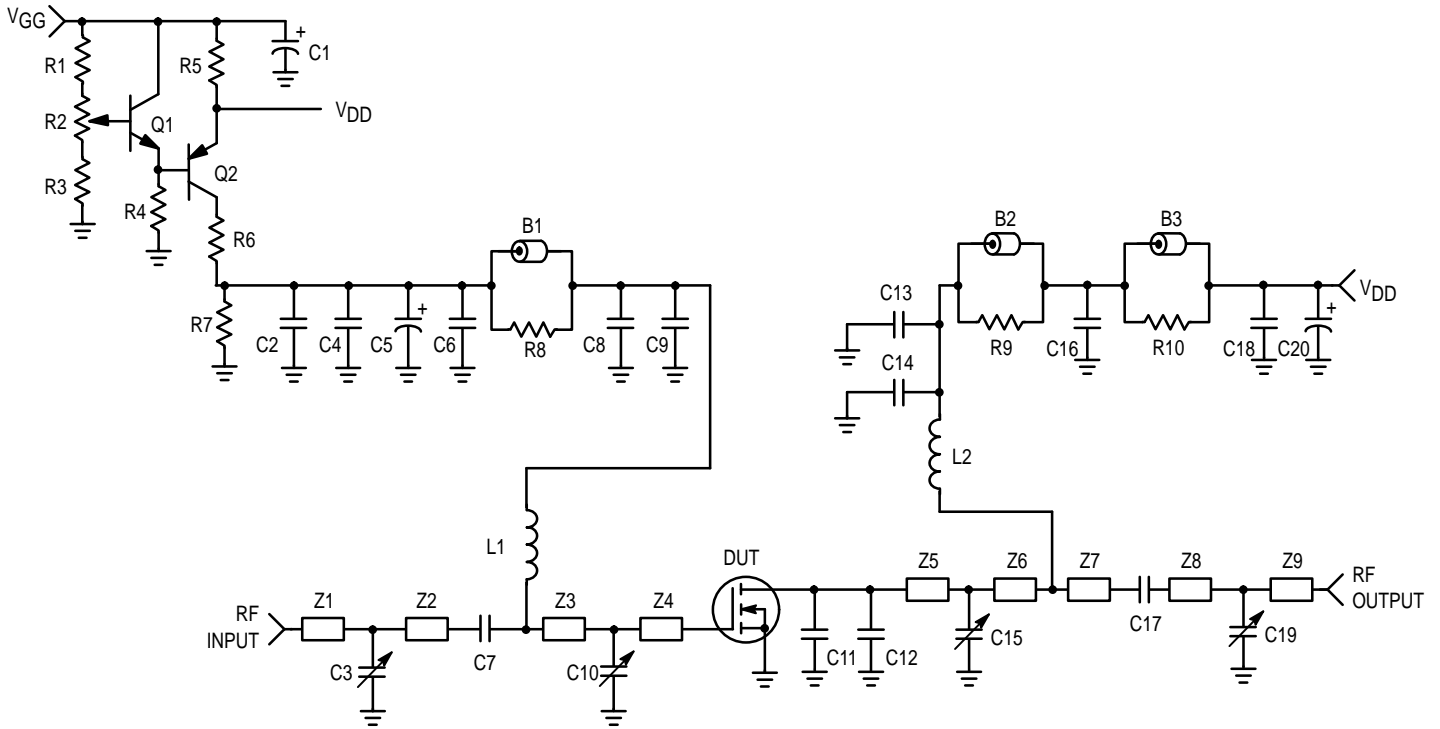 VGG
+
C1
R1
R5
R2
Q1
VDD
R3
Q2
R4
R6
B1
B2
B3
R7
C2
C4
C5
+
C6
R8
C8
C9
C13
C14
R9
C16
R10
C18
C20
+
VDD
L2
L1
DUT
RF
INPUT
Z1
Z2
Z3
Z4
Z5
Z6
Z7
Z8
Z9
RF
OUTPUT
C3
C7
C10
C11
C12
C15
C17
C19